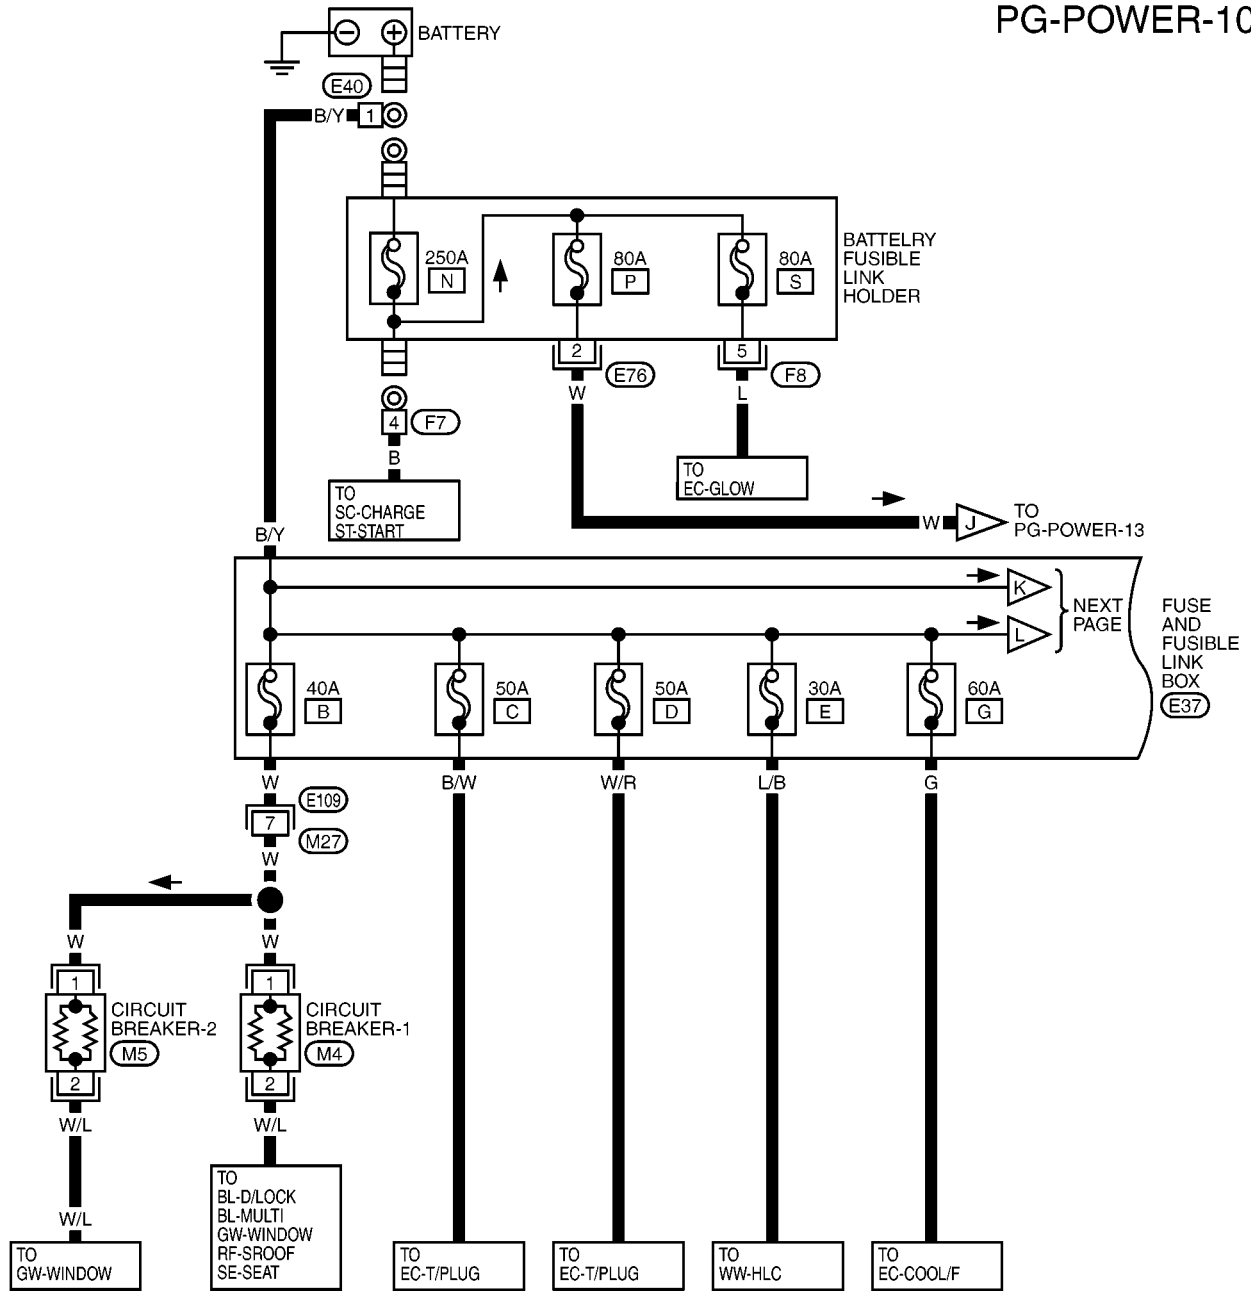 PG-POWER-10
BATTERY
E40
B/Y
1
250A
N
80A
P
80A
S
BATTELRY
FUSIBLE
LINK
HOLDER
2
E76
5
F8
W
L
4
F7
B
TO
EC-GLOW
TO
SC-CHARGE
ST-START
W
J
TO
PG-POWER-13
B/Y
K
L
NEXT
PAGE
FUSE
AND
FUSIBLE
LINK
BOX
E37
40A
B
50A
C
50A
D
30A
E
60A
G
W
B/W
W/R
L/B
G
E109
7
M27
W
W
W
1
1
CIRCUIT
BREAKER-2
M5
CIRCUIT
BREAKER-1
M4
2
2
W/L
W/L
TO
BL-D/LOCK
BL-MULTI
GW-WINDOW
RF-SROOF
SE-SEAT
W/L
TO
GW-WINDOW
TO
EC-T/PLUG
TO
EC-T/PLUG
TO
WW-HLC
TO
EC-COOL/F